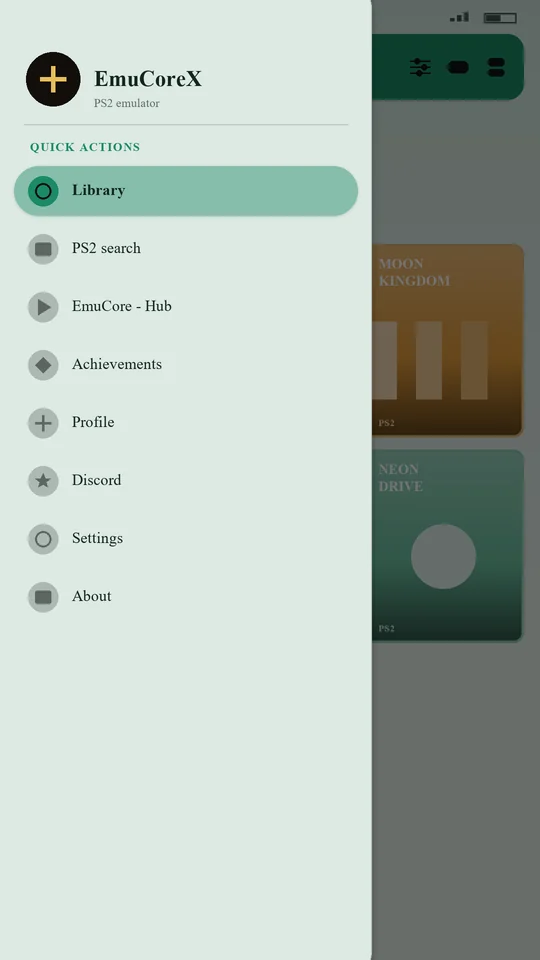 EmuCoreX
PS2 emulator
QUICK ACTIONS
Library
PS2 search
EmuCore - Hub
Achievements
Profile
Discord
Settings
About
MOON
KINGDOM
PS2
NEON
DRIVE
PS2